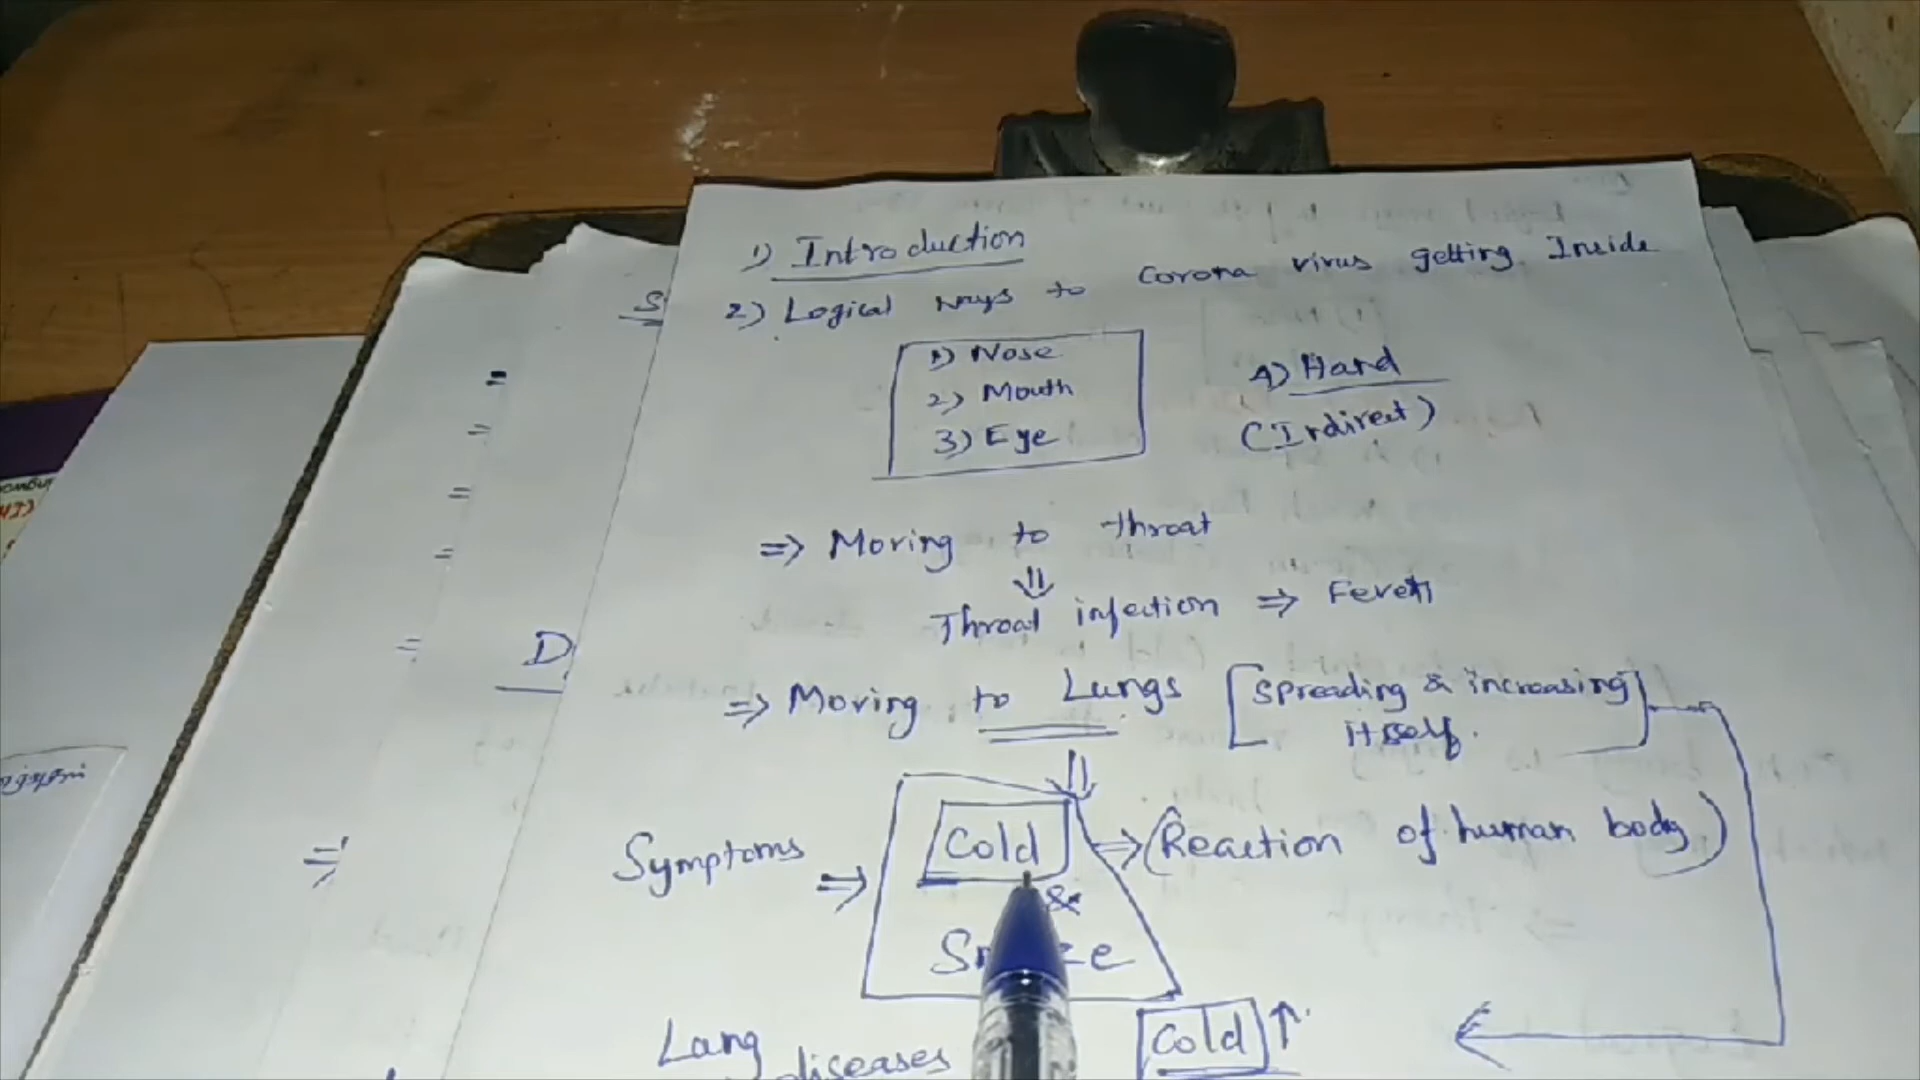 1) Introduction
2) Logical ways to corona virus getting Inside
1) Nose
2) Mouth
3) Eye
4) Hand
(Indirect)
=> Moving to throat
Throat infection => Fever
=> Moving to Lungs [Spreading & increasing itself.]
Symptoms => Cold => (Reaction of human body)
&
Lang diseases
Cold ↑
D